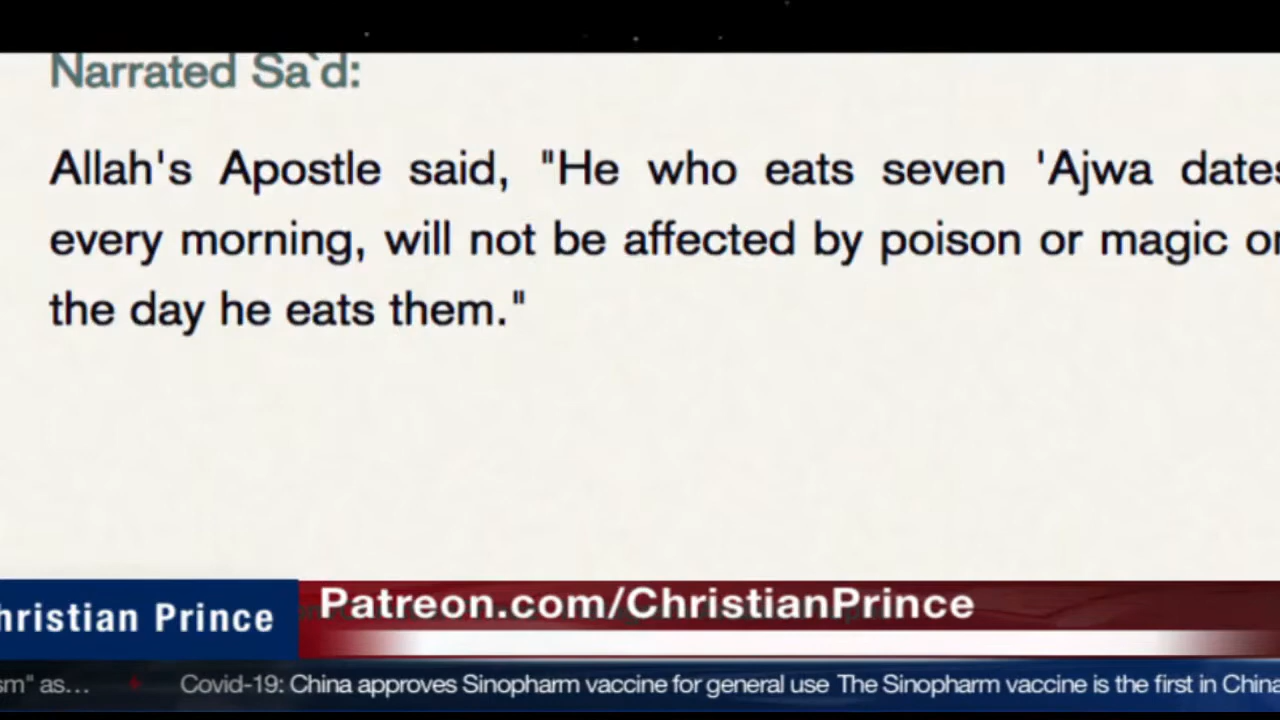 Narrated Sa`d:
Allah's Apostle said, "He who eats seven 'Ajwa dates
every morning, will not be affected by poison or magic on
the day he eats them."
hristian Prince
Patreon.com/ChristianPrince
sm" as... Covid-19: China approves Sinopharm vaccine for general use The Sinopharm vaccine is the first in China